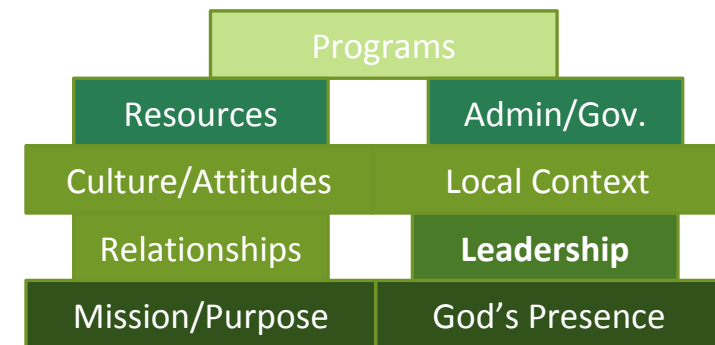 Programs
Resources Admin/Gov.
Culture/Attitudes Local Context
Relationships Leadership
Mission/Purpose God's Presence